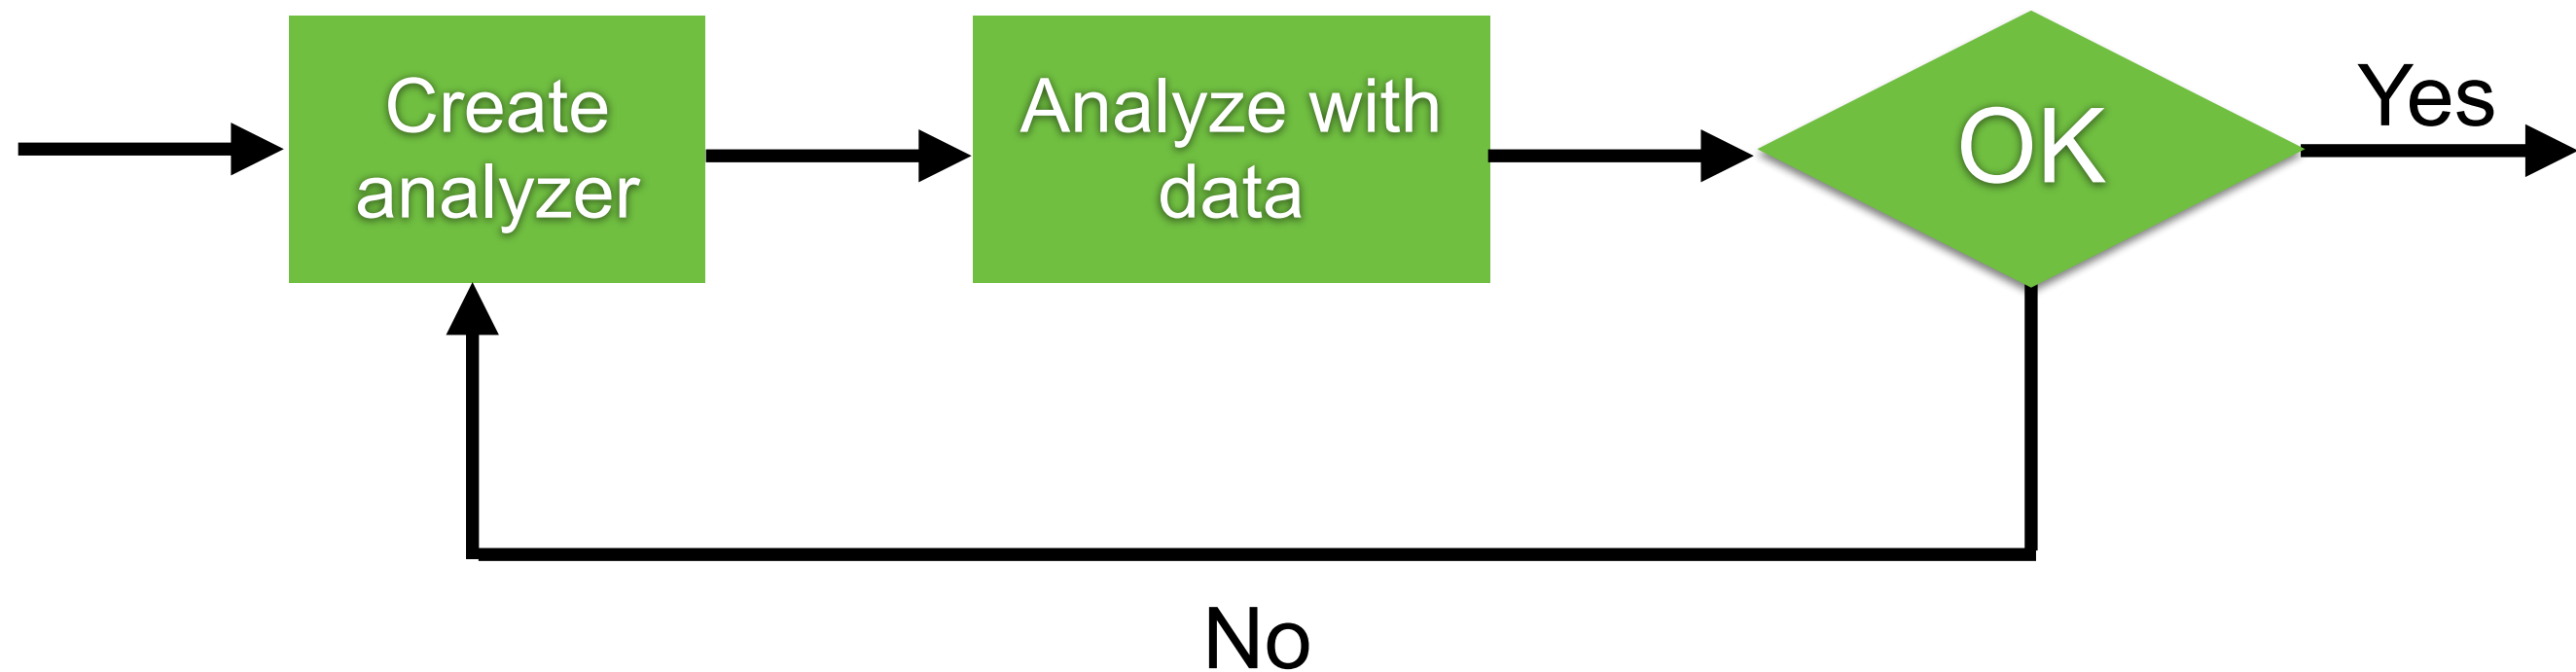 Create
analyzer
Analyze with
data
OK
Yes
No